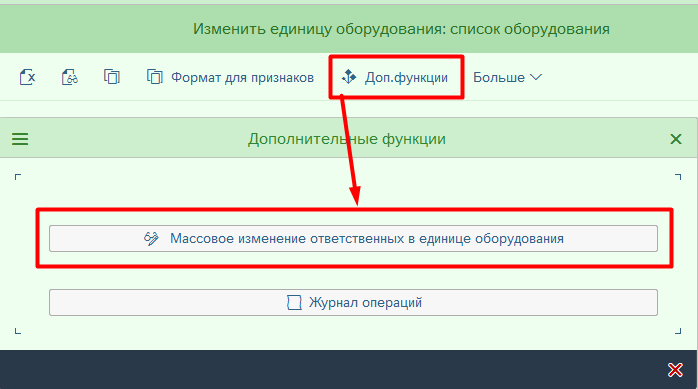 Изменить единицу оборудования: список оборудования
Формат для признаков Доп.функции Больше
Дополнительные функции
Массовое изменение ответственных в единице оборудования
Журнал операций